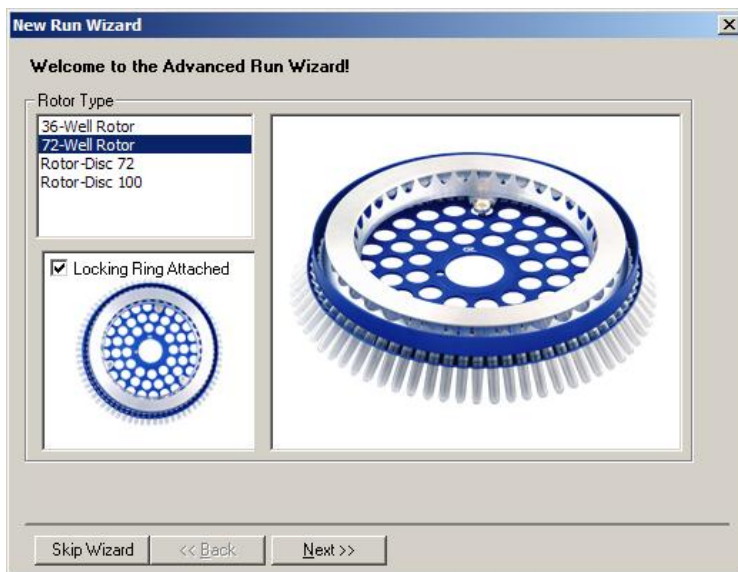 New Run Wizard
Welcome to the Advanced Run Wizard!
Rotor Type
36-Well Rotor
72-Well Rotor
Rotor-Disc 72
Rotor-Disc 100
Locking Ring Attached
Skip Wizard
<< Back
Next >>